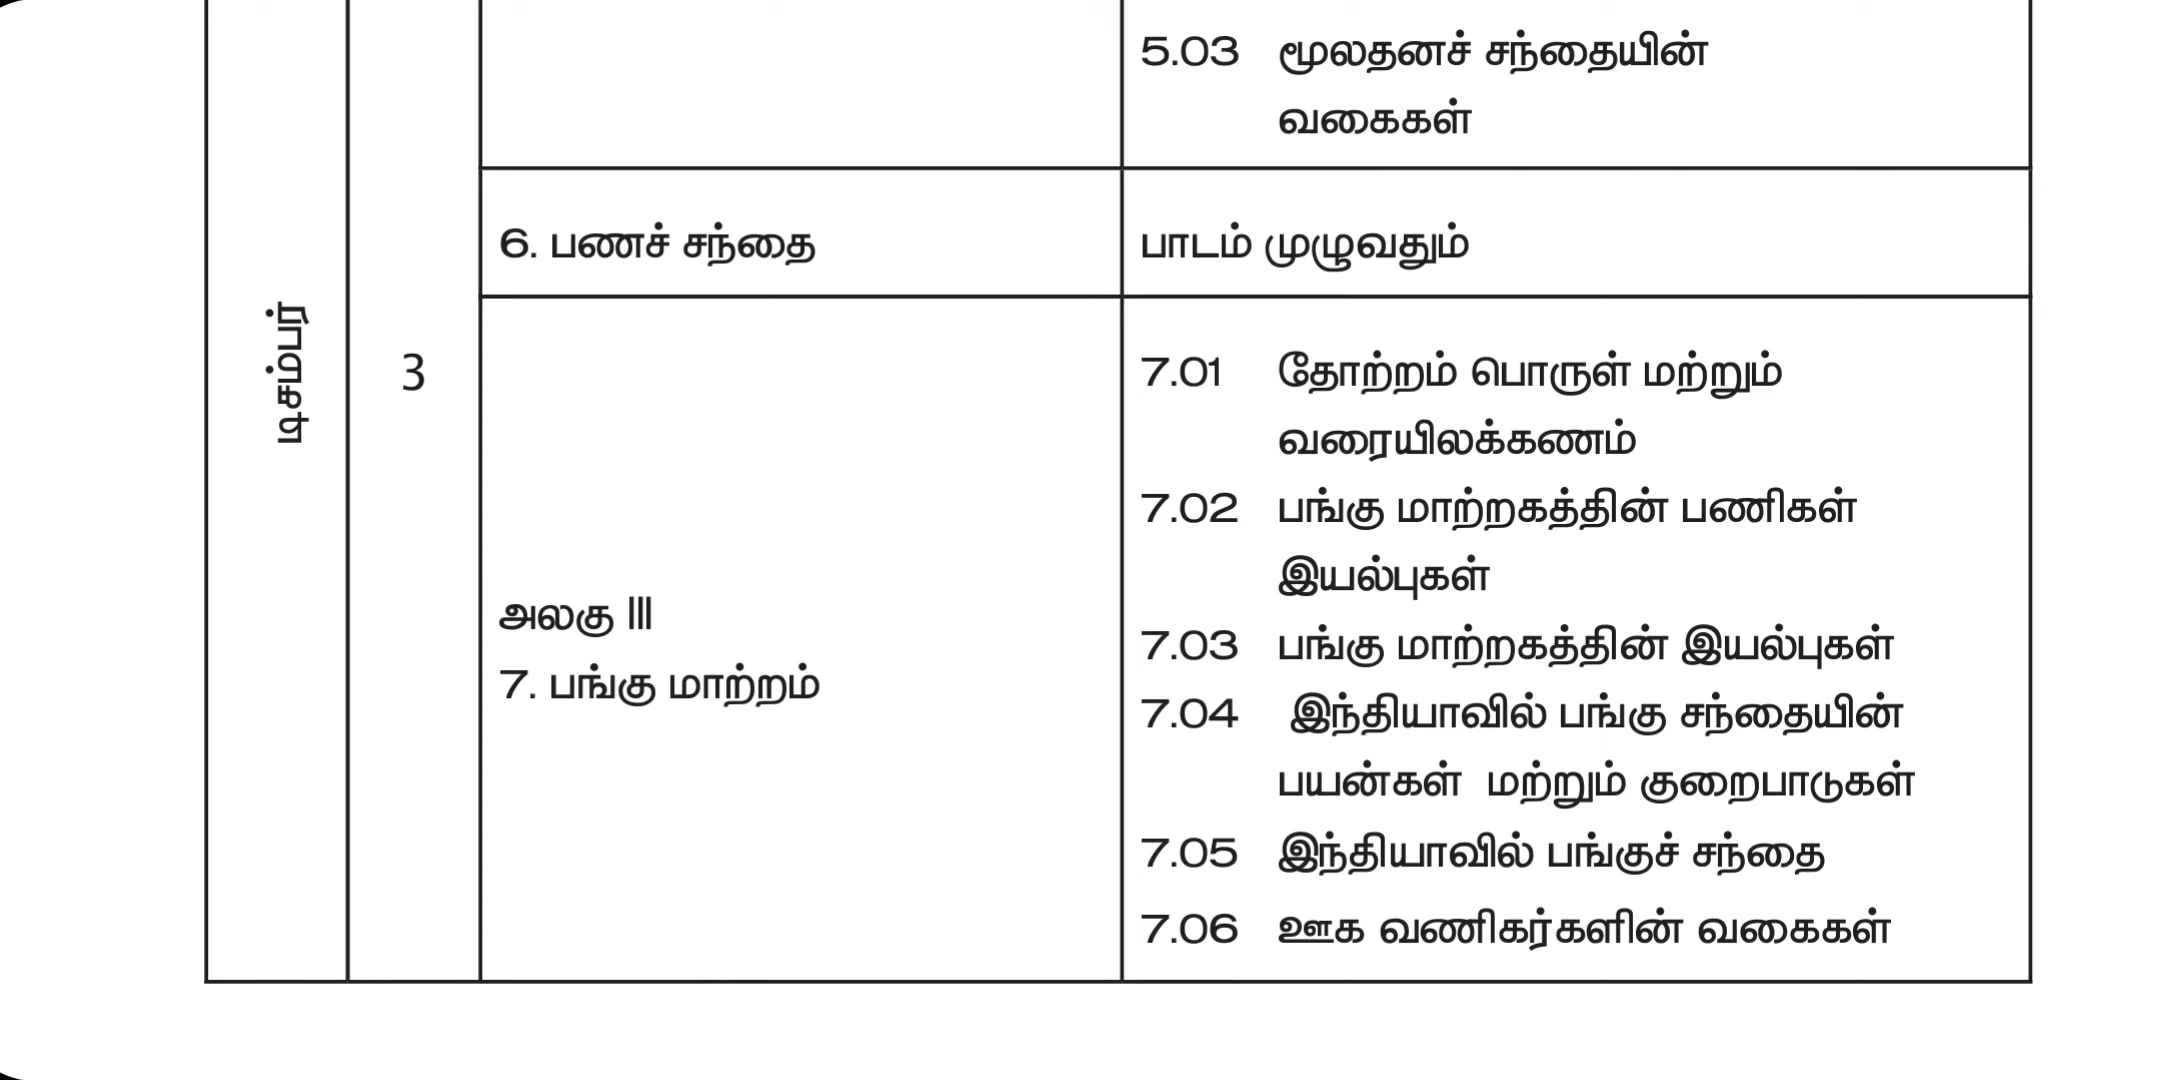 5.03 மூலதனச் சந்தையின்
வகைகள்
6. பணச் சந்தை பாடம் முழுவதும்
டிசம்பர்
3
அலகு III
7. பங்கு மாற்றம்
7.01 தோற்றம் பொருள் மற்றும்
வரையிலக்கணம்
7.02 பங்கு மாற்றகத்தின் பணிகள்
இயல்புகள்
7.03 பங்கு மாற்றகத்தின் இயல்புகள்
7.04 இந்தியாவில் பங்கு சந்தையின்
பயன்கள் மற்றும் குறைபாடுகள்
7.05 இந்தியாவில் பங்குச் சந்தை
7.06 ஊக வணிகர்களின் வகைகள்